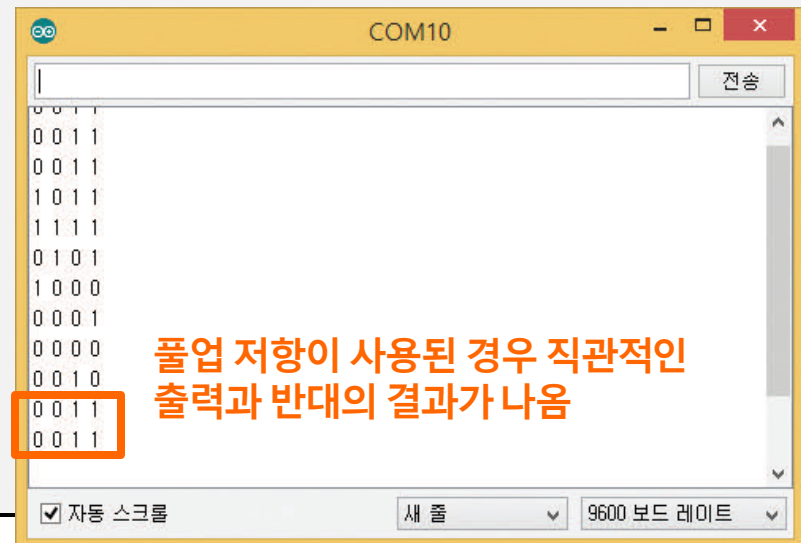 COM10
전송
0 0 1 1
0 0 1 1
0 0 1 1
1 0 1 1
1 1 1 1
0 1 0 1
1 0 0 0
0 0 0 1
0 0 0 0
0 0 1 0
0 0 1 1
0 0 1 1
풀업 저항이 사용된 경우 직관적인
출력과 반대의 결과가 나옴
자동 스크롤
새 줄
9600 보드 레이트